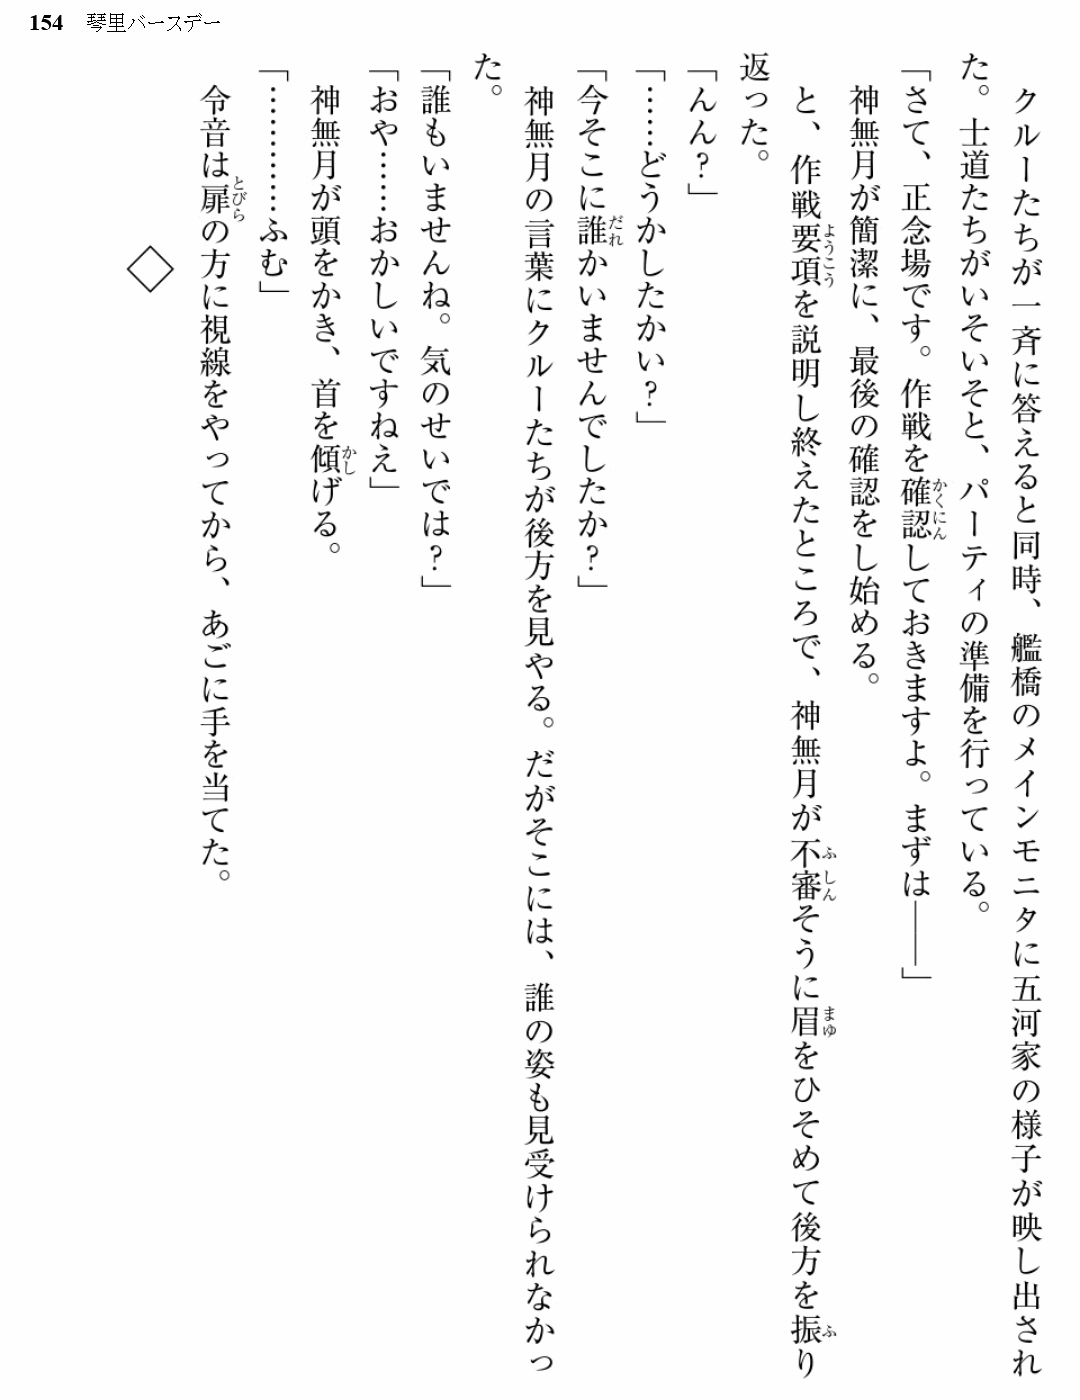 154 琴里バースデー
クルーたちが一斉に答えると同時、艦橋のメインモニタに五河家の様子が映し出され
た。士道たちがいそいそと、パーティの準備を行っている。
「さて、正念場です。作戦を確認しておきますよ。まずは――」
神無月が簡潔に、最後の確認をし始める。
と、作戦要項を説明し終えたところで、神無月が不審そうに眉をひそめて後方を振り
返った。
「んん？」
「……どうかしたかい？」
「今そこに誰かいませんでしたか？」
神無月の言葉にクルーたちが後方を見やる。だがそこには、誰の姿も見受けられなかっ
た。
「誰もいませんね。気のせいでは？」
「おや……おかしいですねえ」
神無月が頭をかき、首を傾げる。
「…………ふむ」
令音は扉の方に視線をやってから、あごに手を当てた。
◇